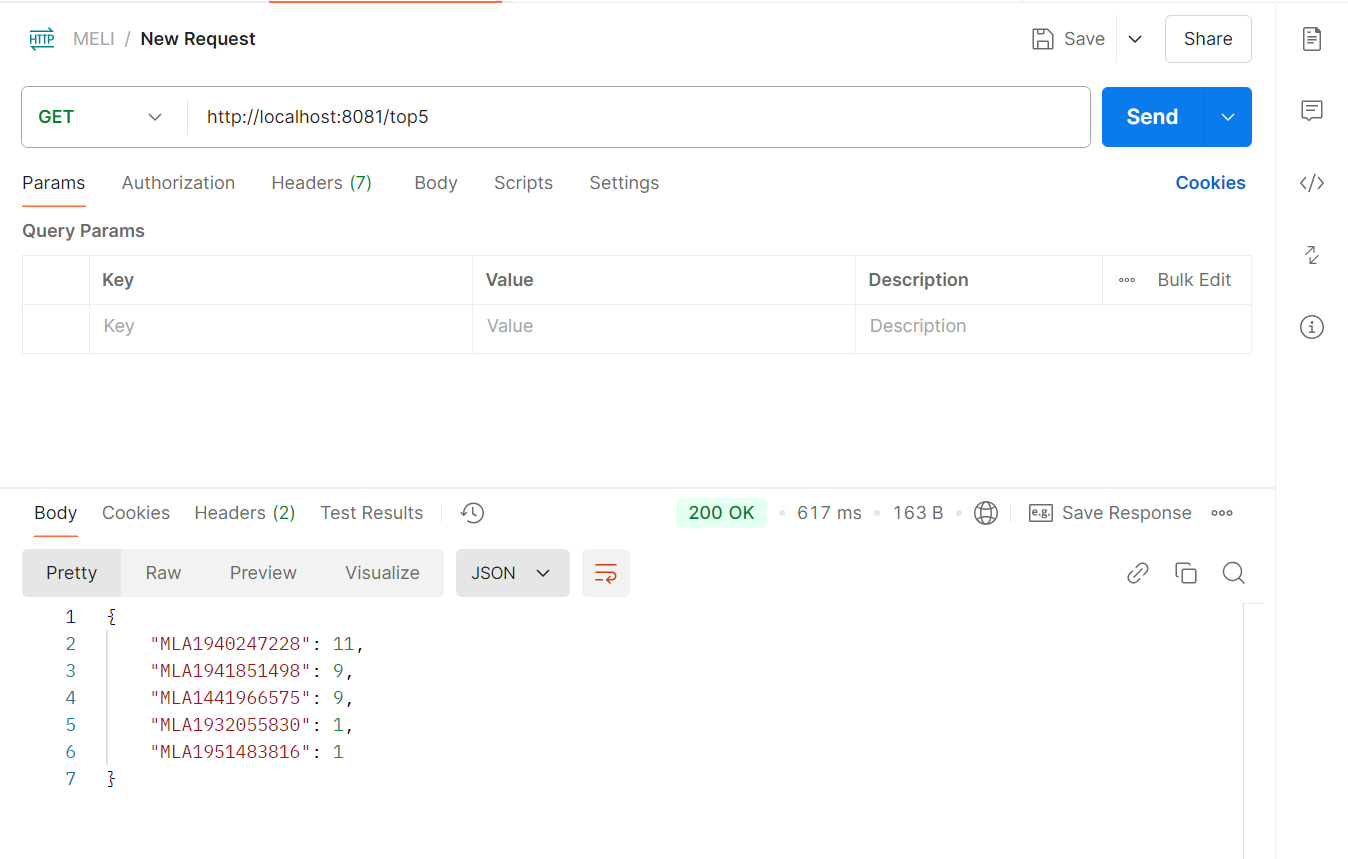 HTTP MELI / New Request Save Share
GET http://localhost:8081/top5 Send
Params Authorization Headers (7) Body Scripts Settings Cookies
Query Params
Key Value Description Bulk Edit
Key Value Description
Body Cookies Headers (2) Test Results 200 OK • 617 ms • 163 B • e.g. Save Response
Pretty Raw Preview Visualize JSON
1 {
2 "MLA1940247228": 11,
3 "MLA1941851498": 9,
4 "MLA1441966575": 9,
5 "MLA1932055830": 1,
6 "MLA1951483816": 1
7 }